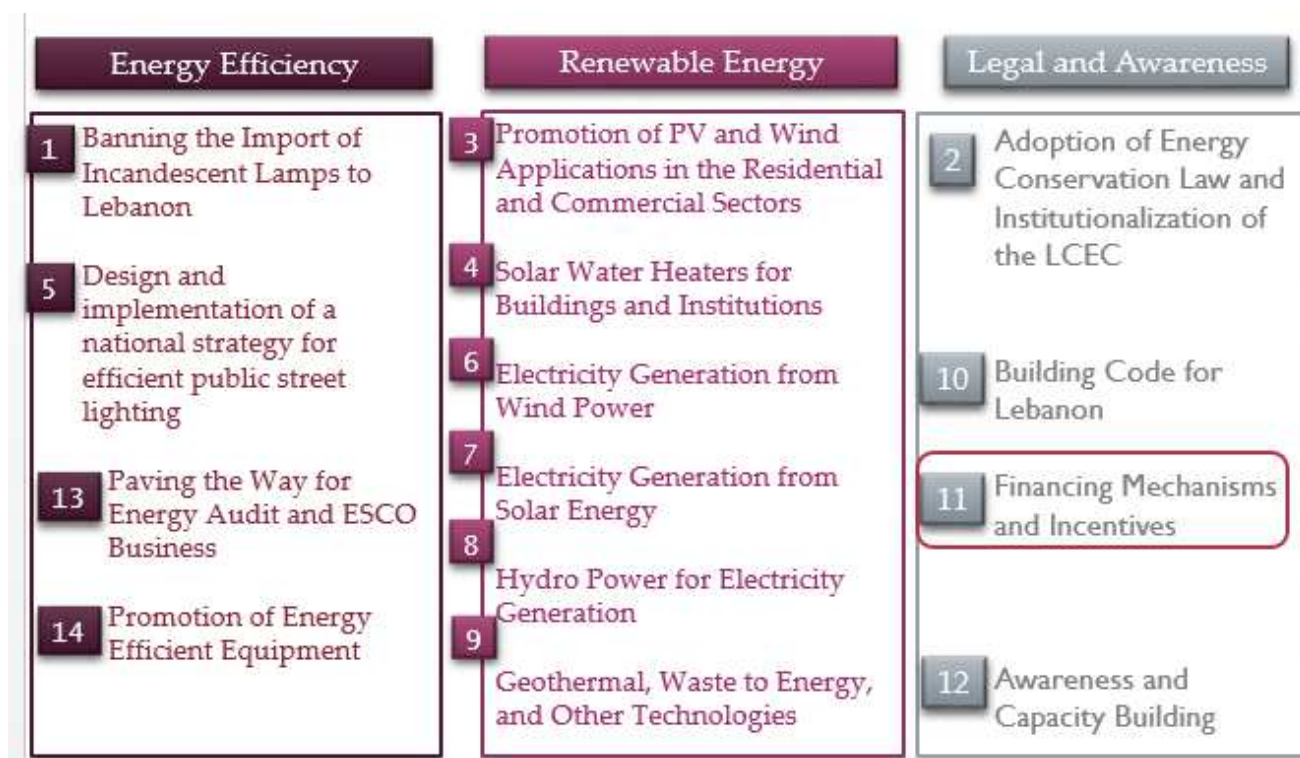 Energy Efficiency
1
Banning the Import of
Incandescent Lamps to
Lebanon
5
Design and
implementation of a
national strategy for
efficient public street
lighting
13
Paving the Way for
Energy Audit and ESCO
Business
14
Promotion of Energy
Efficient Equipment
Renewable Energy
3
Promotion of PV and Wind
Applications in the Residential
and Commercial Sectors
4
Solar Water Heaters for
Buildings and Institutions
6
Electricity Generation from
Wind Power
7
Electricity Generation from
Solar Energy
8
Hydro Power for Electricity
Generation
9
Geothermal, Waste to Energy,
and Other Technologies
Legal and Awareness
2
Adoption of Energy
Conservation Law and
Institutionalization of
the LCEC
10
Building Code for
Lebanon
11
Financing Mechanisms
and Incentives
12
Awareness and
Capacity Building